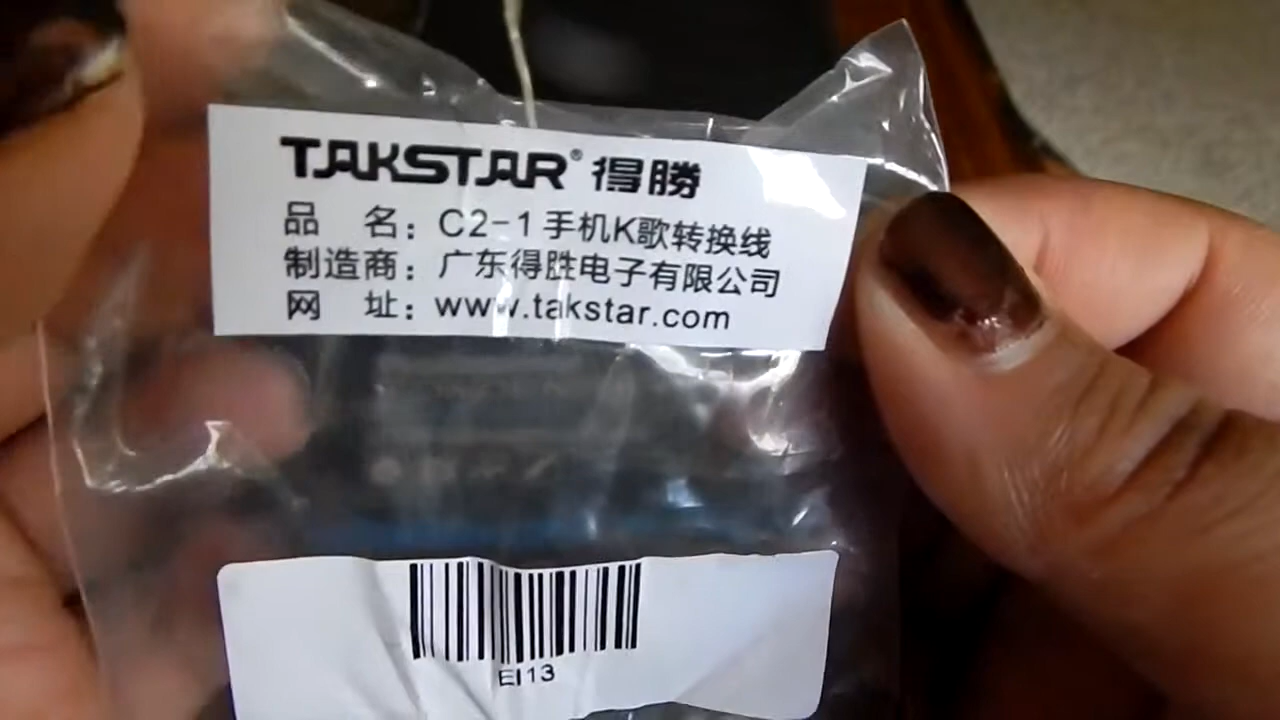 TAKSTAR® 得勝
品 名：C2-1 手机K歌转换线
制造商：广东得胜电子有限公司
网 址：www.takstar.com
EI13